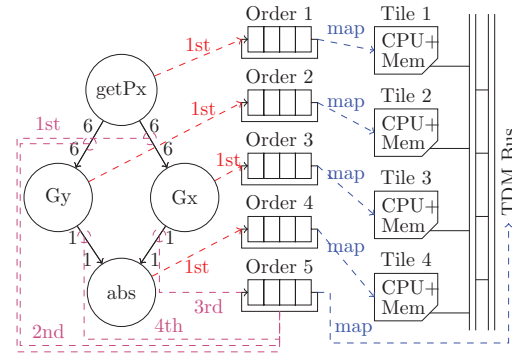 Order 1
Tile 1
1st
map
CPU+
Mem
getPx
Order 2
Tile 2
map
CPU+
Mem
1st
6
6
1st
6
6
Order 3
Tile 3
1st
map
CPU+
Mem
Gy
Gx
TDM Bus
Order 4
Tile 4
1
1
1st
map
CPU+
Mem
1
1
abs
Order 5
3rd
4th
2nd
map